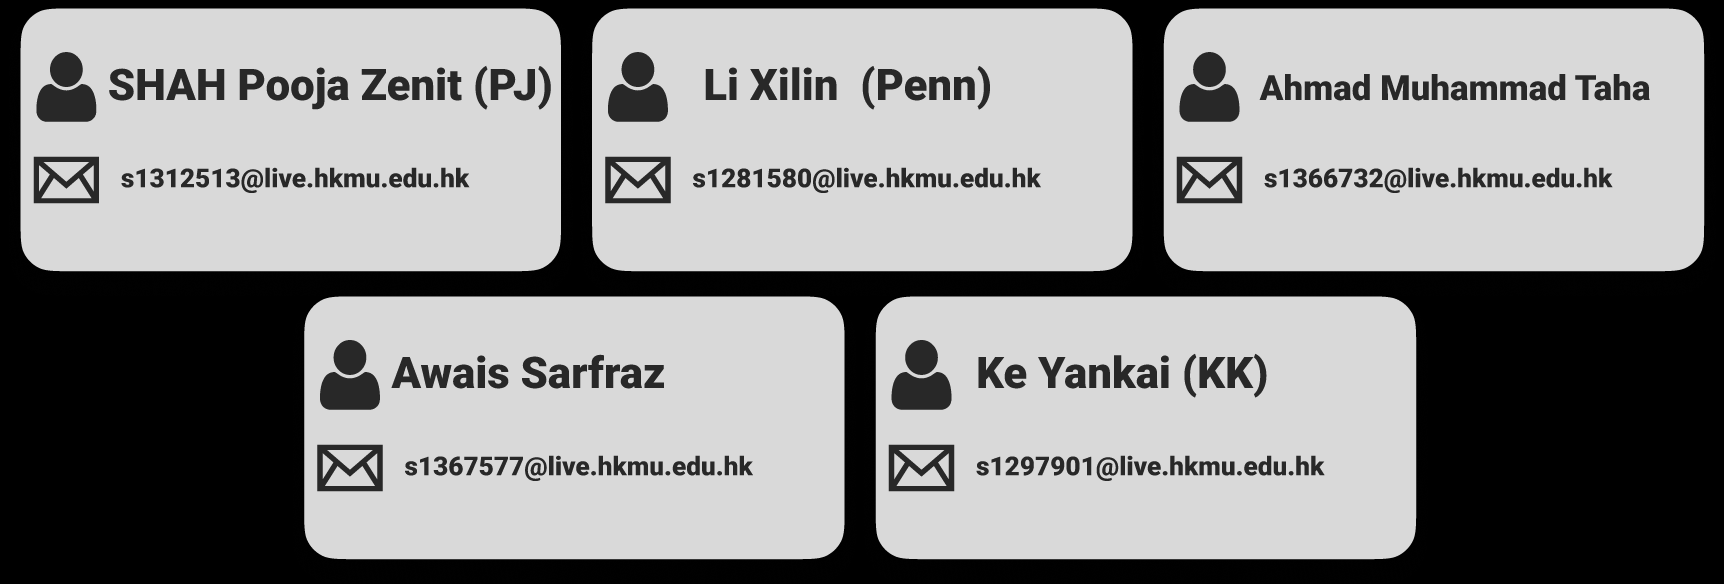 SHAH Pooja Zenit (PJ)
s1312513@live.hkmu.edu.hk
Li Xilin (Penn)
s1281580@live.hkmu.edu.hk
Ahmad Muhammad Taha
s1366732@live.hkmu.edu.hk
Awais Sarfraz
s1367577@live.hkmu.edu.hk
Ke Yankai (KK)
s1297901@live.hkmu.edu.hk